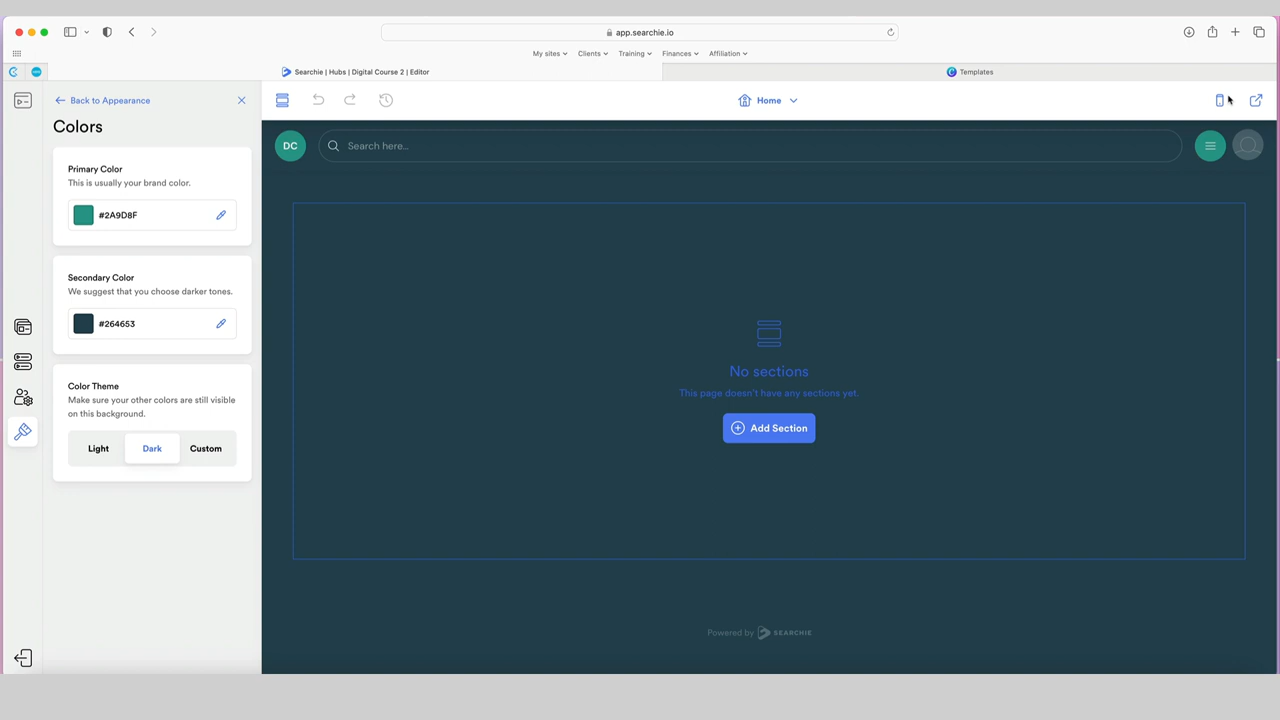 app.searchie.io
My sites Clients Training Finances Affiliation
Searchie | Hubs | Digital Course 2 | Editor
Templates
Back to Appearance
Home
Colors
DC
Search here...
Primary Color
This is usually your brand color.
#2A9D8F
Secondary Color
We suggest that you choose darker tones.
#264653
No sections
This page doesn't have any sections yet.
Add Section
Color Theme
Make sure your other colors are still visible
on this background.
Light Dark Custom
Powered by SEARCHIE